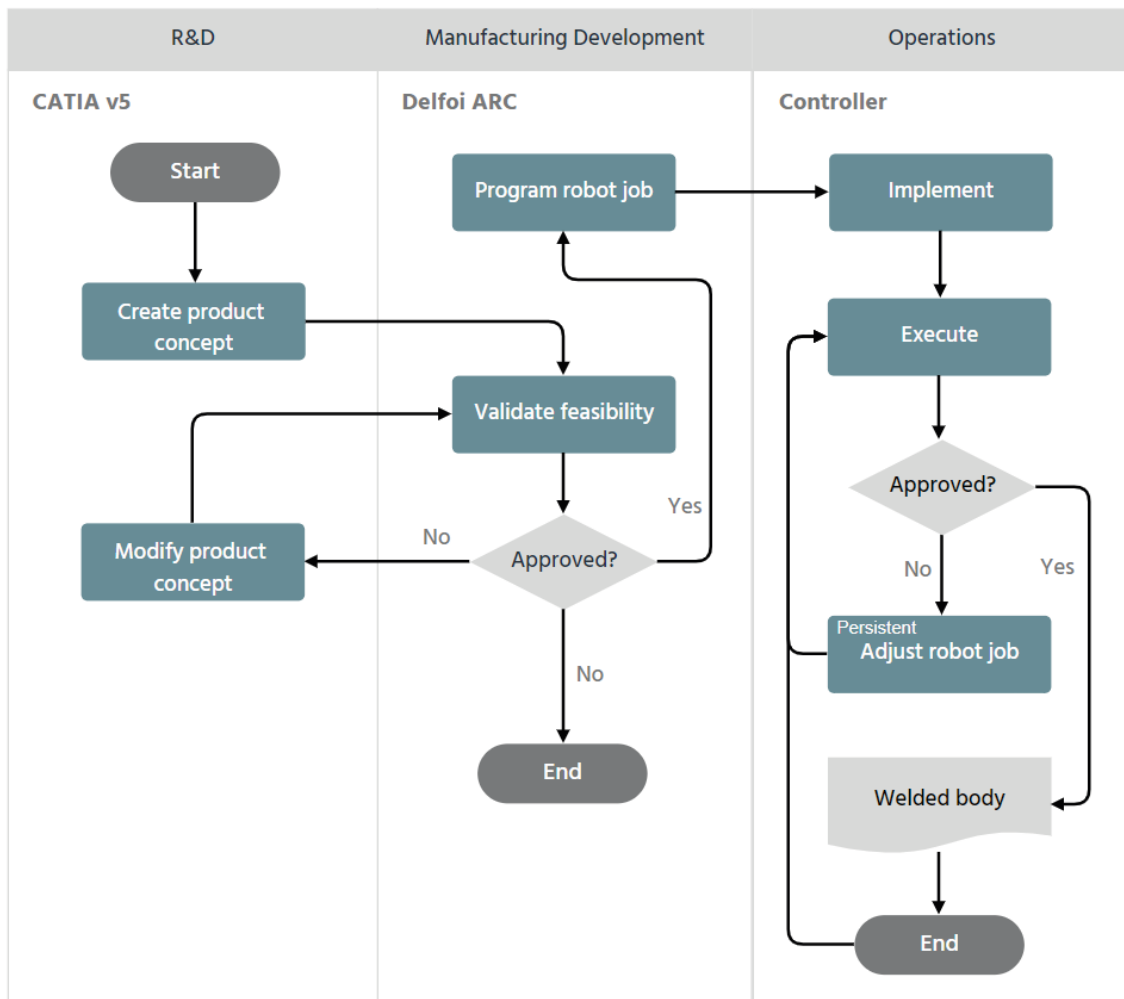 R&D
Manufacturing Development
Operations
CATIA v5
Delfoi ARC
Controller
Start
Program robot job
Implement
Create product
concept
Execute
Validate feasibility
Approved?
Yes
No
Modify product
concept
Approved?
No
Yes
Persistent
Adjust robot job
No
End
Welded body
End